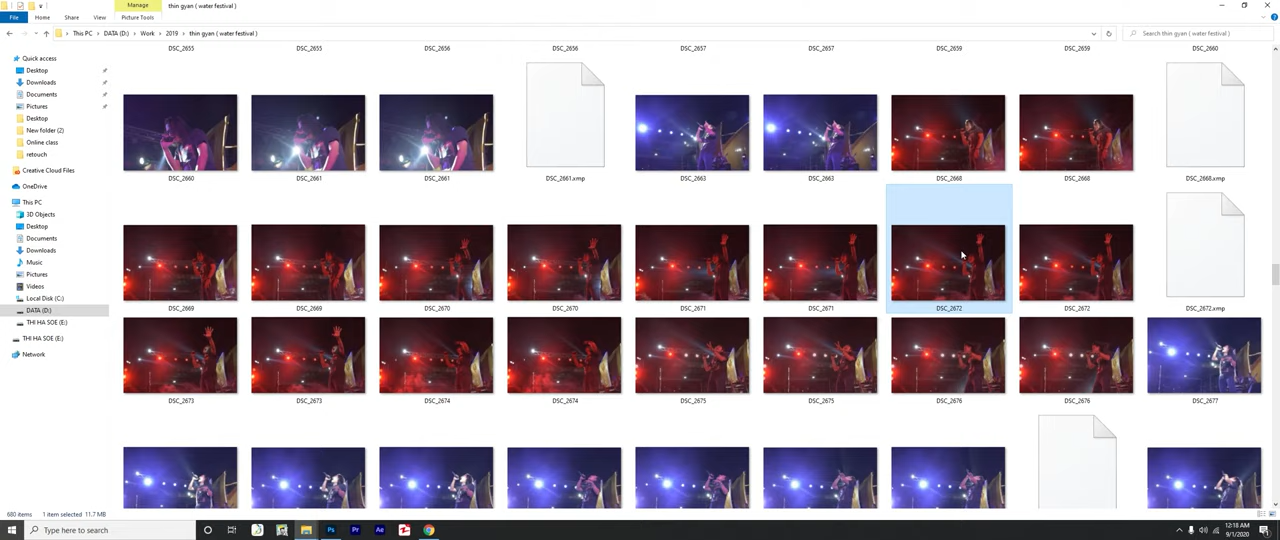 Manage
thin gyan ( water festival )
File
Home
Share
View
Picture Tools
This PC
DATA (D:)
Work
2019
thin gyan ( water festival )
Search thin gyan ( water festival )
Quick access
Desktop
Downloads
Documents
Pictures
Desktop
New folder (2)
Online class
retouch
Creative Cloud Files
OneDrive
This PC
3D Objects
Desktop
Documents
Downloads
Music
Pictures
Videos
Local Disk (C:)
DATA (D:)
THI HA SOE (E:)
THI HA SOE (E:)
Network
DSC_2655
DSC_2655
DSC_2656
DSC_2656
DSC_2657
DSC_2657
DSC_2659
DSC_2659
DSC_2660
DSC_2660
DSC_2661
DSC_2661
DSC_2661.xmp
DSC_2663
DSC_2663
DSC_2668
DSC_2668
DSC_2668.xmp
DSC_2669
DSC_2669
DSC_2670
DSC_2670
DSC_2671
DSC_2671
DSC_2672
DSC_2672
DSC_2672.xmp
DSC_2673
DSC_2673
DSC_2674
DSC_2674
DSC_2675
DSC_2675
DSC_2676
DSC_2676
DSC_2677
680 items
1 item selected
11.7 MB
Type here to search
Ps
Pr
Ae
12:18 AM
9/1/2020